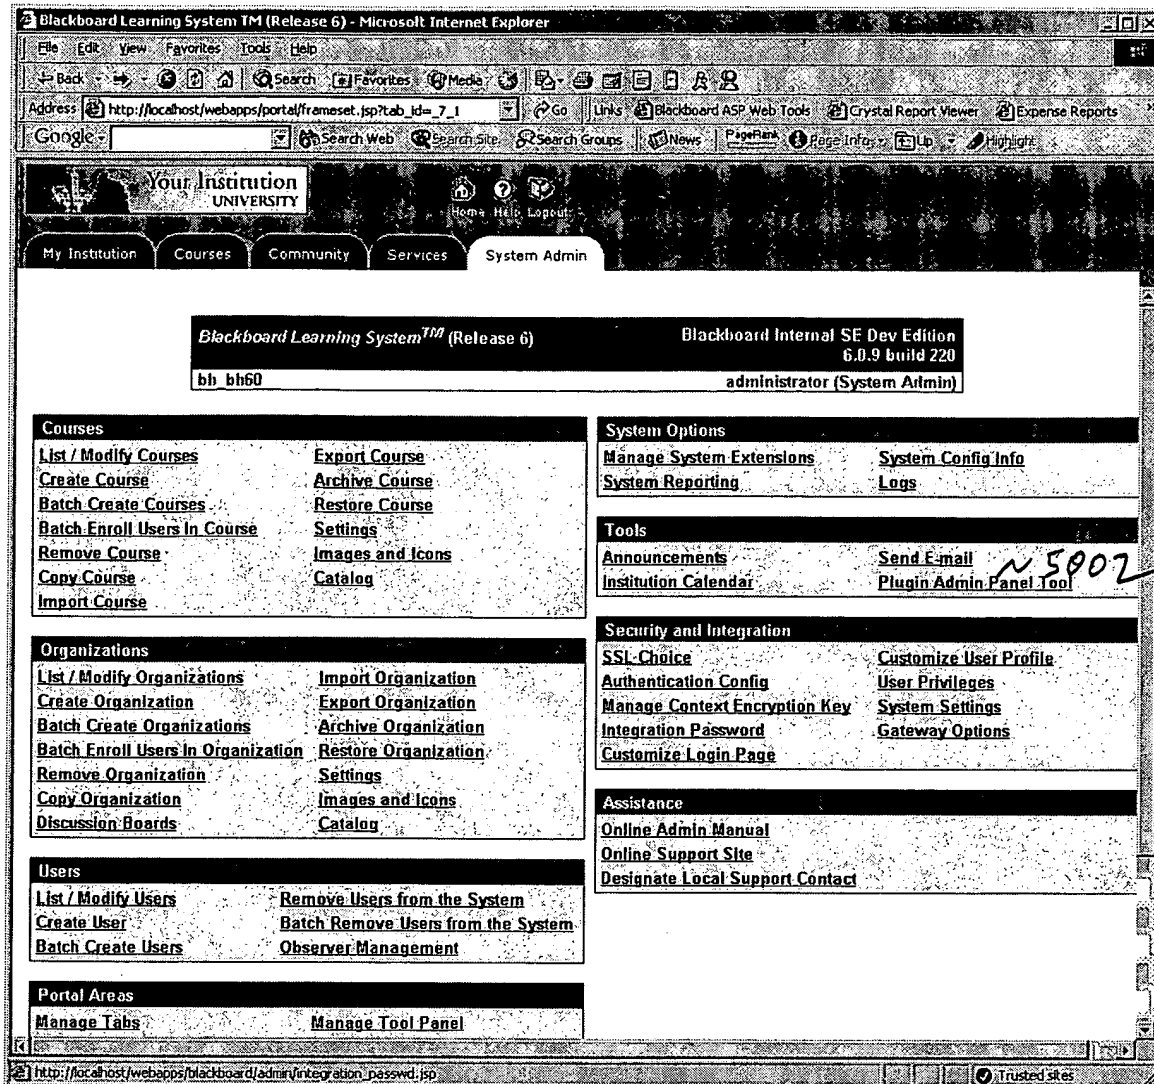 Blackboard Learning System TM (Release 6) - Microsoft Internet Explorer
File Edit View Favorites Tools Help
Back Search Favorites Media
Address http://localhost/webapps/portal/frameset.jsp?tab_id=_7_1 Go Links Blackboard ASP Web Tools Crystal Report Viewer Expense Reports
Google Search Web Search Site Search Groups News PageRank Page Info Up Highlight
Your Institution
UNIVERSITY
Home Help Logout
My Institution Courses Community Services System Admin
Blackboard Learning System TM (Release 6) Blackboard Internal SE Dev Edition
6.0.9 build 220
bb_bb60 administrator (System Admin)
Courses
List / Modify Courses Export Course
Create Course Archive Course
Batch Create Courses Restore Course
Batch Enroll Users In Course Settings
Remove Course Images and Icons
Copy Course Catalog
Import Course
Organizations
List / Modify Organizations Import Organization
Create Organization Export Organization
Batch Create Organizations Archive Organization
Batch Enroll Users In Organization Restore Organization
Remove Organization Settings
Copy Organization Images and Icons
Discussion Boards Catalog
Users
List / Modify Users Remove Users from the System
Create User Batch Remove Users from the System
Batch Create Users Observer Management
Portal Areas
Manage Tabs Manage Tool Panel
System Options
Manage System Extensions System Config Info
System Reporting Logs
Tools
Announcements Send E-mail
Institution Calendar Plugin Admin Panel Tool
~5002
Security and Integration
SSL Choice Customize User Profile
Authentication Config User Privileges
Manage Context Encryption Key System Settings
Integration Password Gateway Options
Customize Login Page
Assistance
Online Admin Manual
Online Support Site
Designate Local Support Contact
http://localhost/webapps/blackboard/admin/integration_passwd.jsp Trusted sites